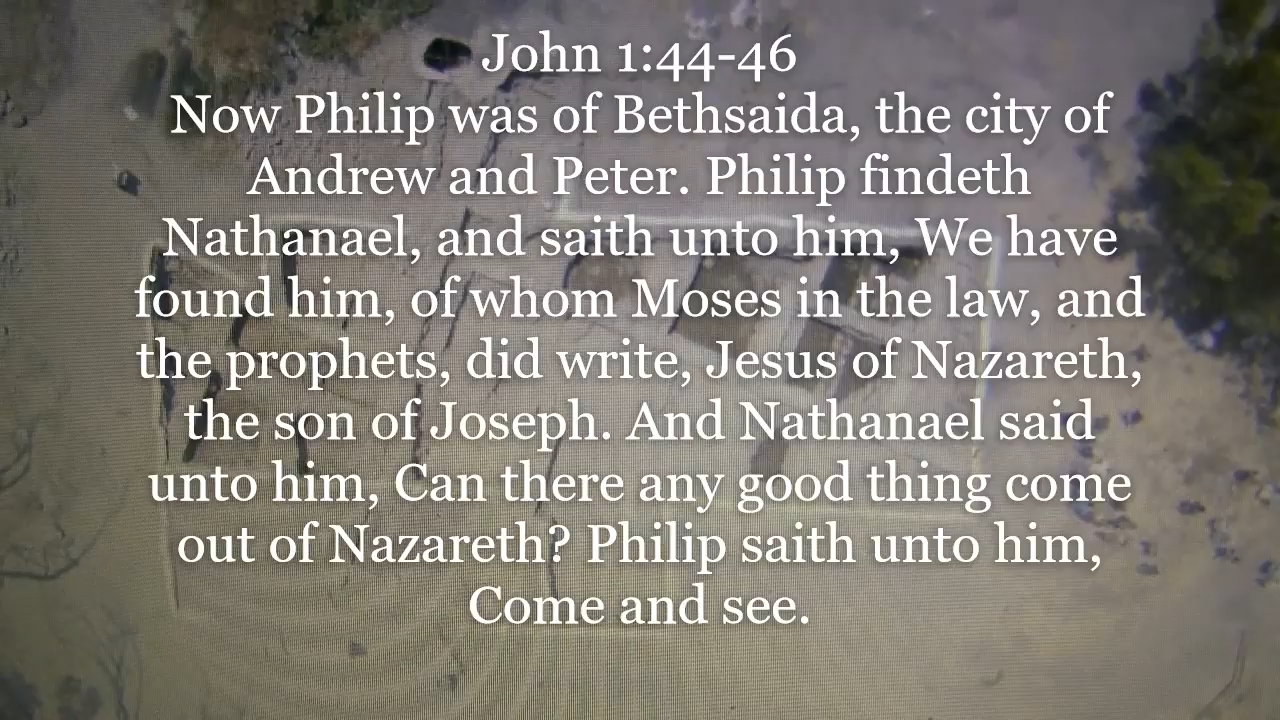 John 1:44-46
Now Philip was of Bethsaida, the city of
Andrew and Peter. Philip findeth
Nathanael, and saith unto him, We have
found him, of whom Moses in the law, and
the prophets, did write, Jesus of Nazareth,
the son of Joseph. And Nathanael said
unto him, Can there any good thing come
out of Nazareth? Philip saith unto him,
Come and see.